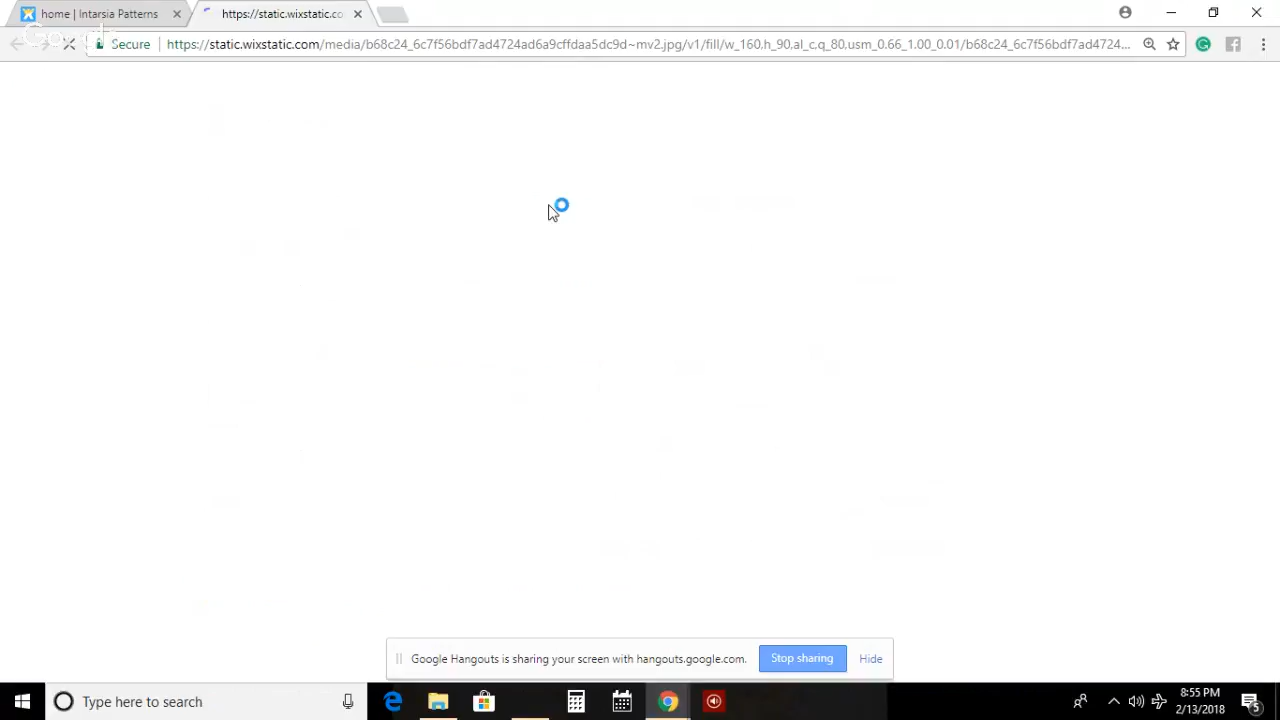 home | Intarsia Patterns
https://static.wixstatic.co
Secure
https://static.wixstatic.com/media/b68c24_6c7f56bdf7ad4724ad6a9cffdaa5dc9d~mv2.jpg/v1/fill/w_160,h_90,al_c,q_80,usm_0.66_1.00_0.01/b68c24_6c7f56bdf7ad4724...
Google Hangouts is sharing your screen with hangouts.google.com.
Stop sharing
Hide
Type here to search
8:55 PM
2/13/2018
5